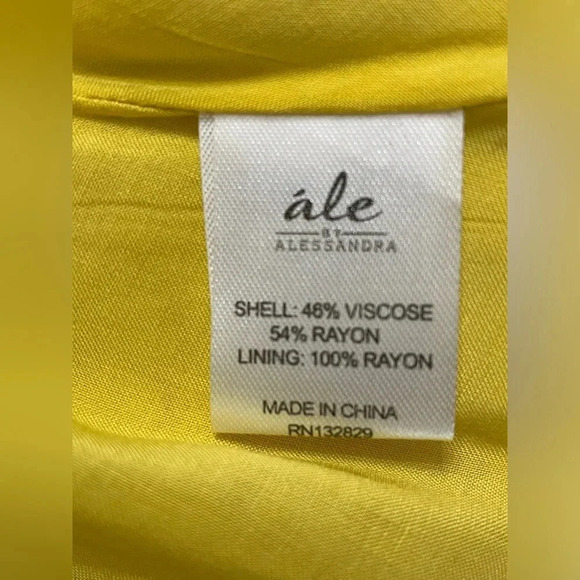 ále
BY
ALESSANDRA
SHELL: 46% VISCOSE
54% RAYON
LINING: 100% RAYON
MADE IN CHINA
RN132829